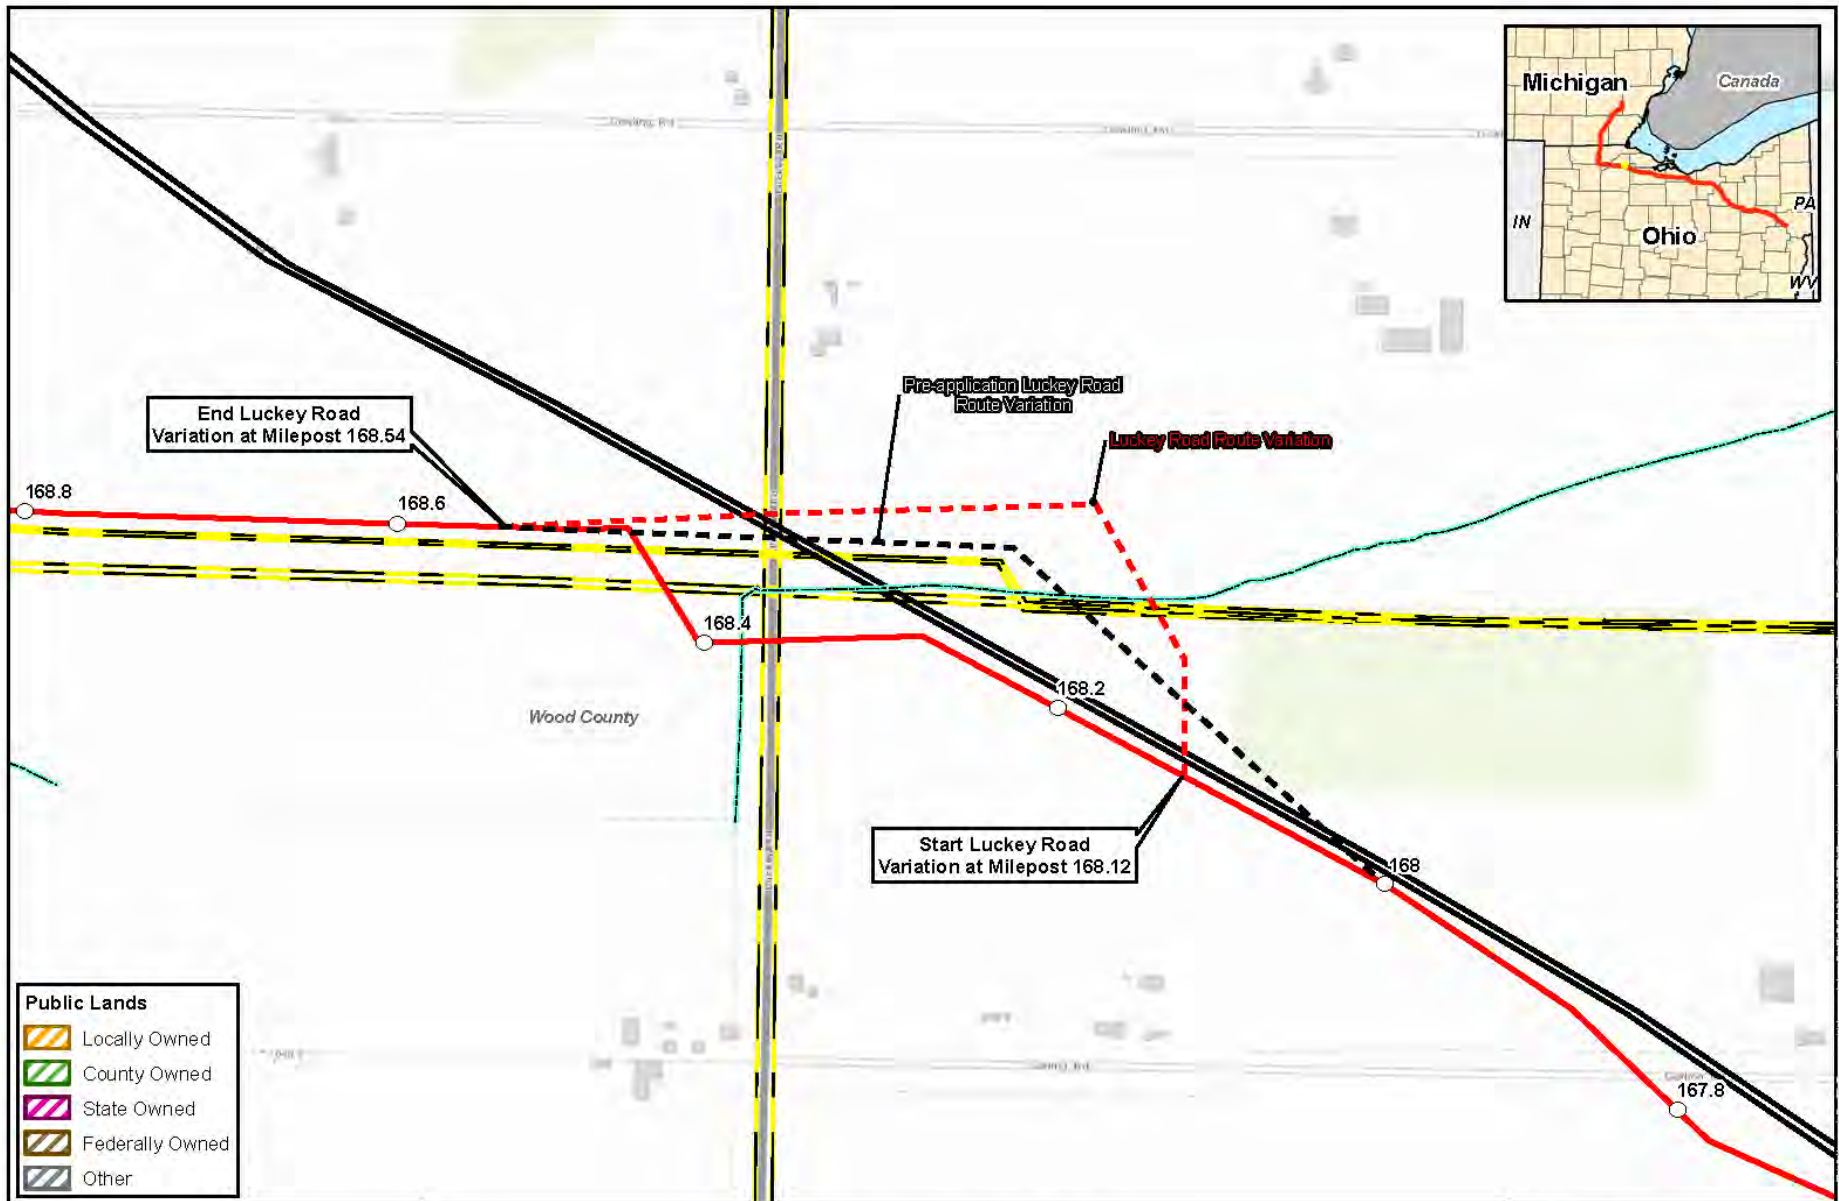 Michigan
Canada
IN
Ohio
PA
WV
Pre-application Luckey Road
Route Variation
Luckey Road Route Variation
End Luckey Road
Variation at Milepost 168.54
168.8
168.6
168.4
168.2
Wood County
Start Luckey Road
Variation at Milepost 168.12
168
167.8
Public Lands
Locally Owned
County Owned
State Owned
Federally Owned
Other